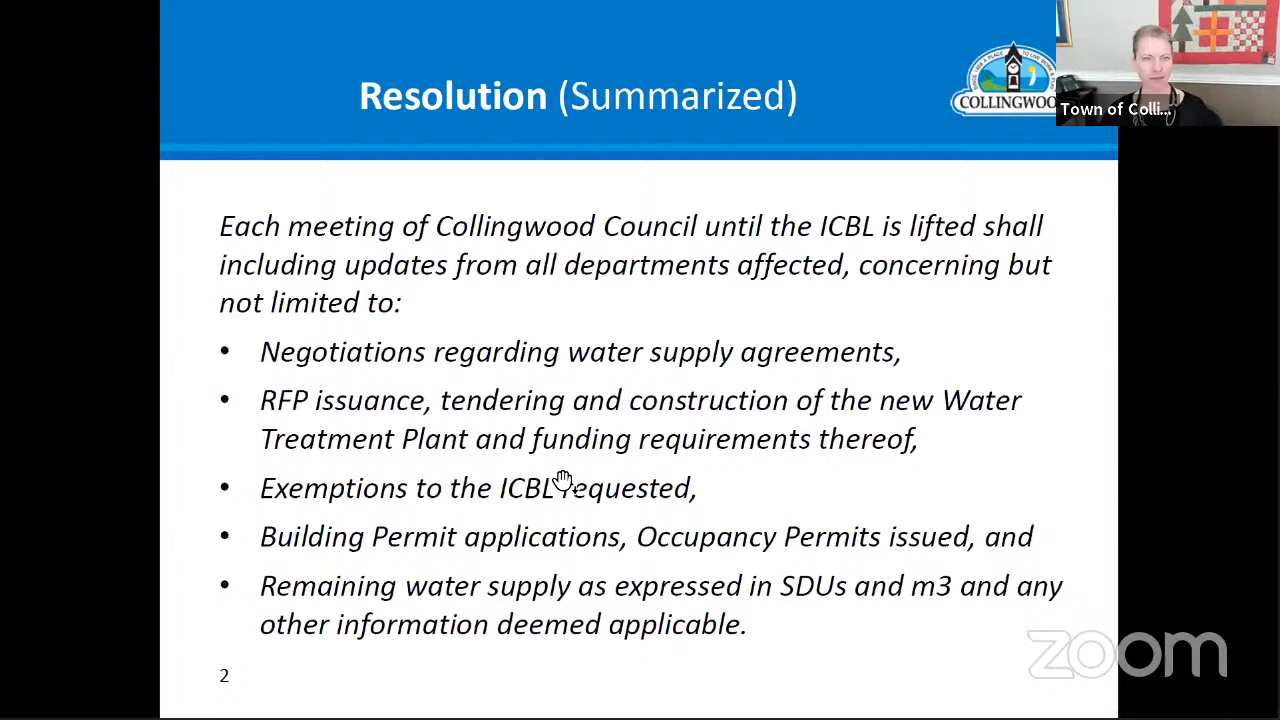 Resolution (Summarized)
COLLINGWOO
Town of Colli...
Each meeting of Collingwood Council until the ICBL is lifted shall
including updates from all departments affected, concerning but
not limited to:
• Negotiations regarding water supply agreements,
• RFP issuance, tendering and construction of the new Water
Treatment Plant and funding requirements thereof,
• Exemptions to the ICBL requested,
• Building Permit applications, Occupancy Permits issued, and
• Remaining water supply as expressed in SDUs and m3 and any
other information deemed applicable.
zoom
2